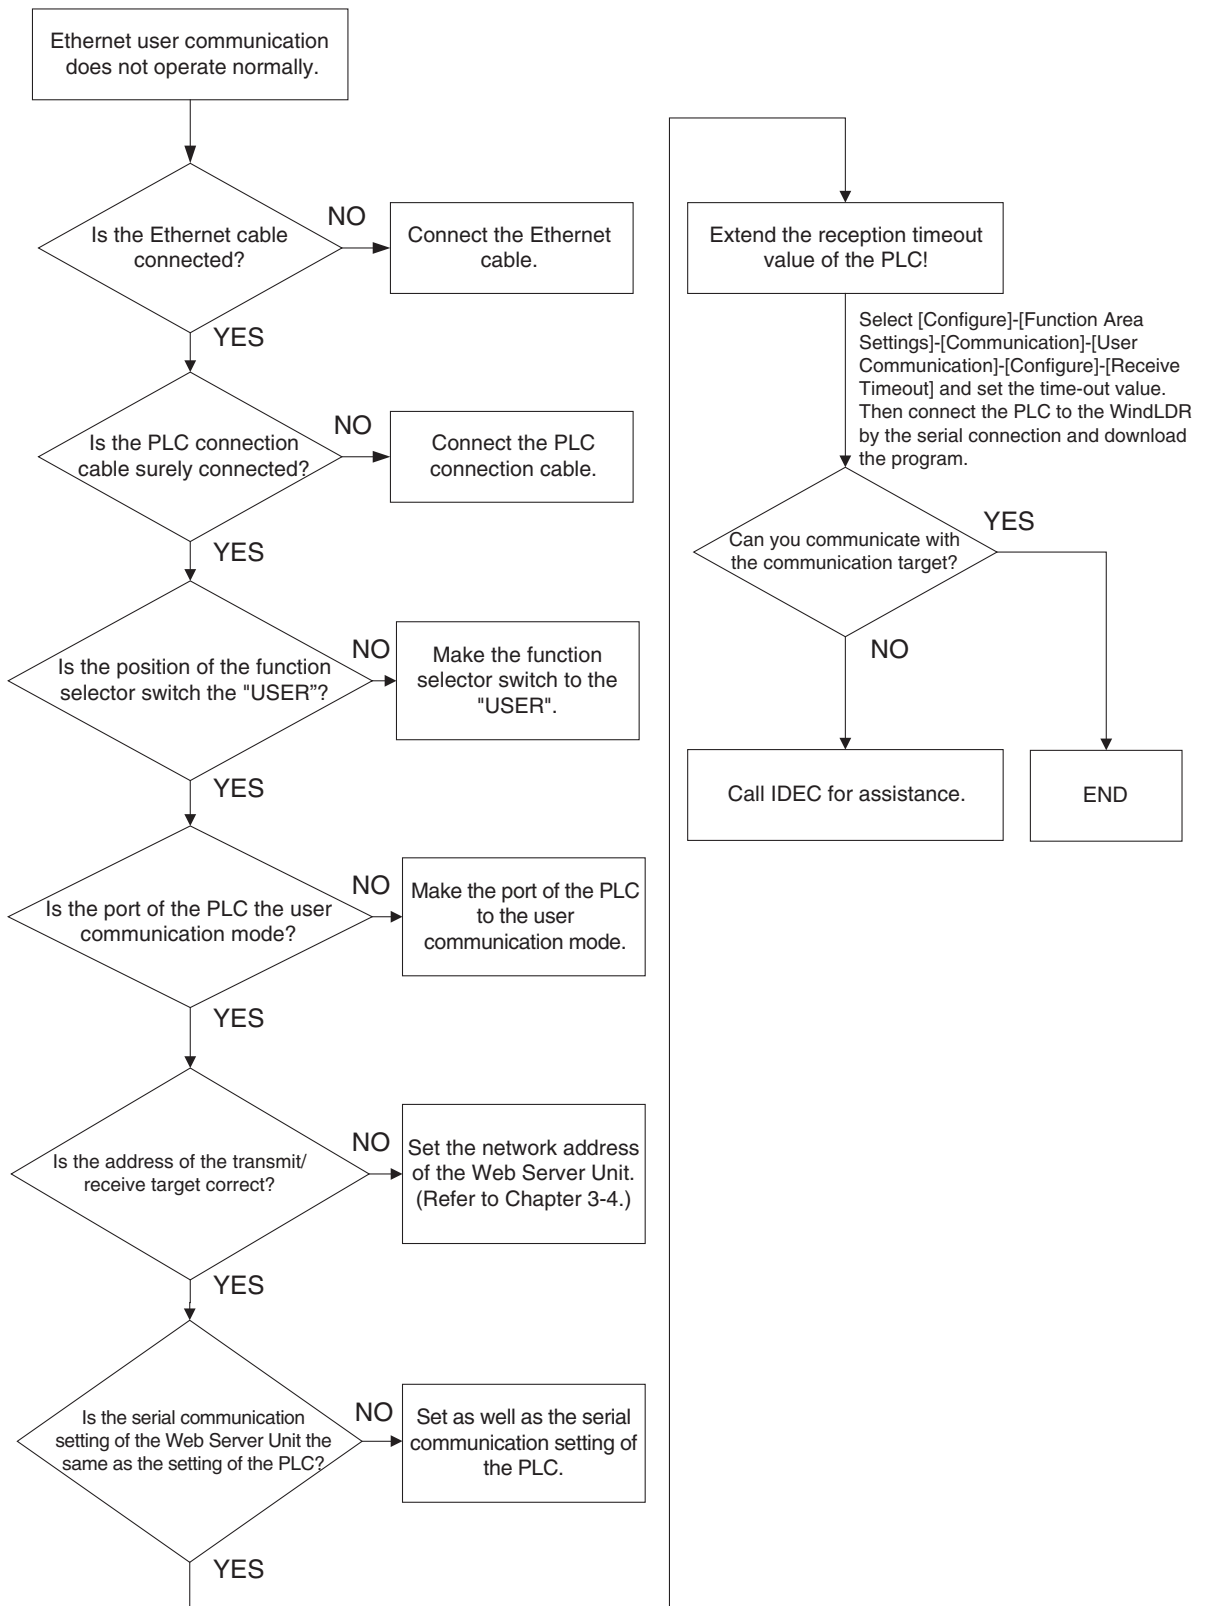 Ethernet user communication
does not operate normally.
Is the Ethernet cable
connected?
NO
Connect the Ethernet
cable.
YES
Is the PLC connection
cable surely connected?
NO
Connect the PLC
connection cable.
YES
Is the position of the function
selector switch the "USER”?
NO
Make the function
selector switch to the
"USER".
YES
Is the port of the PLC the user
communication mode?
NO
Make the port of the PLC
to the user
communication mode.
YES
Is the address of the transmit/
receive target correct?
NO
Set the network address
of the Web Server Unit.
(Refer to Chapter 3-4.)
YES
Is the serial communication
setting of the Web Server Unit the
same as the setting of the PLC?
NO
Set as well as the serial
communication setting of
the PLC.
YES
Extend the reception timeout
value of the PLC!
Select [Configure]-[Function Area
Settings]-[Communication]-[User
Communication]-[Configure]-[Receive
Timeout] and set the time-out value.
Then connect the PLC to the WindLDR
by the serial connection and download
the program.
Can you communicate with
the communication target?
YES
NO
Call IDEC for assistance.
END